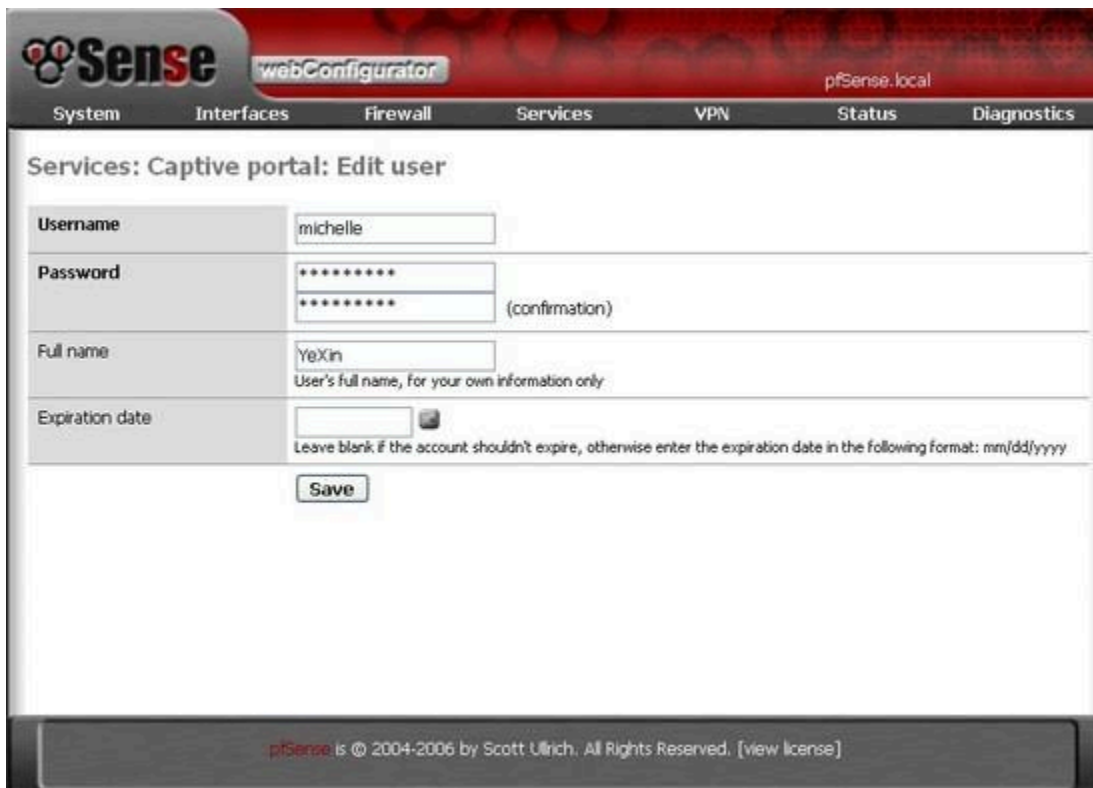 pfSense
webConfigurator
pfSense.local
System Interfaces Firewall Services VPN Status Diagnostics
Services: Captive portal: Edit user
Username
michelle
Password
*********
********* (confirmation)
Full name
YeXin
User's full name, for your own information only
Expiration date
Leave blank if the account shouldn't expire, otherwise enter the expiration date in the following format: mm/dd/yyyy
Save
pfSense is © 2004-2006 by Scott Ullrich. All Rights Reserved. [view license]